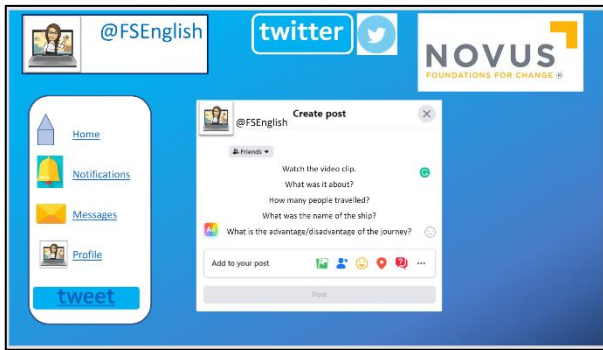 @FSEnglish
twitter
NOVUS
FOUNDATIONS FOR CHANGE
Home
Notifications
Messages
Profile
tweet
Create post
@FSEnglish
Friends
Watch the video clip.
What was it about?
How many people travelled?
What was the name of the ship?
What is the advantage/disadvantage of the journey?
Add to your post
Post